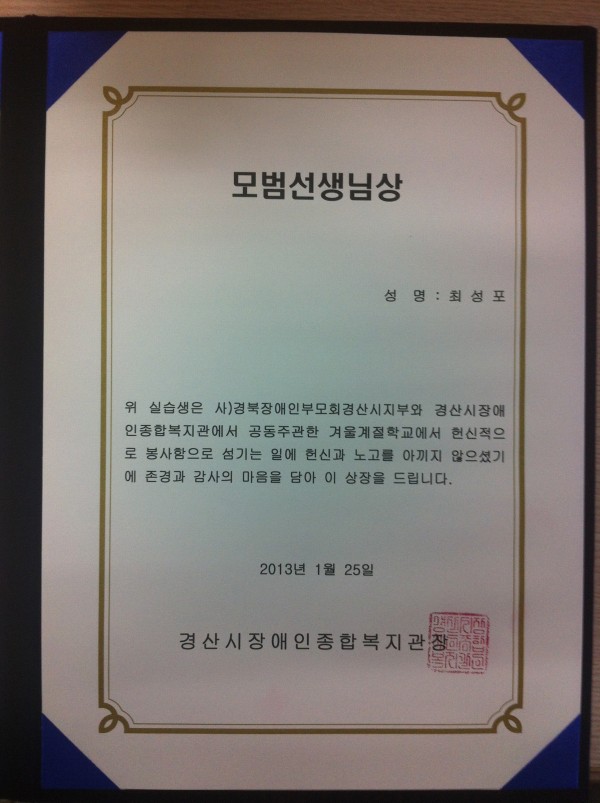 모범선생님상
성 명 : 최성포
위 실습생은 사)경북장애인부모회경산시지부와 경산시장애
인종합복지관에서 공동주관한 겨울계절학교에서 헌신적으
로 봉사함으로 섬기는 일에 헌신과 노고를 아끼지 않으셨기
에 존경과 감사의 마음을 담아 이 상장을 드립니다.
2013년 1월 25일
경산시장애인종합복지관장